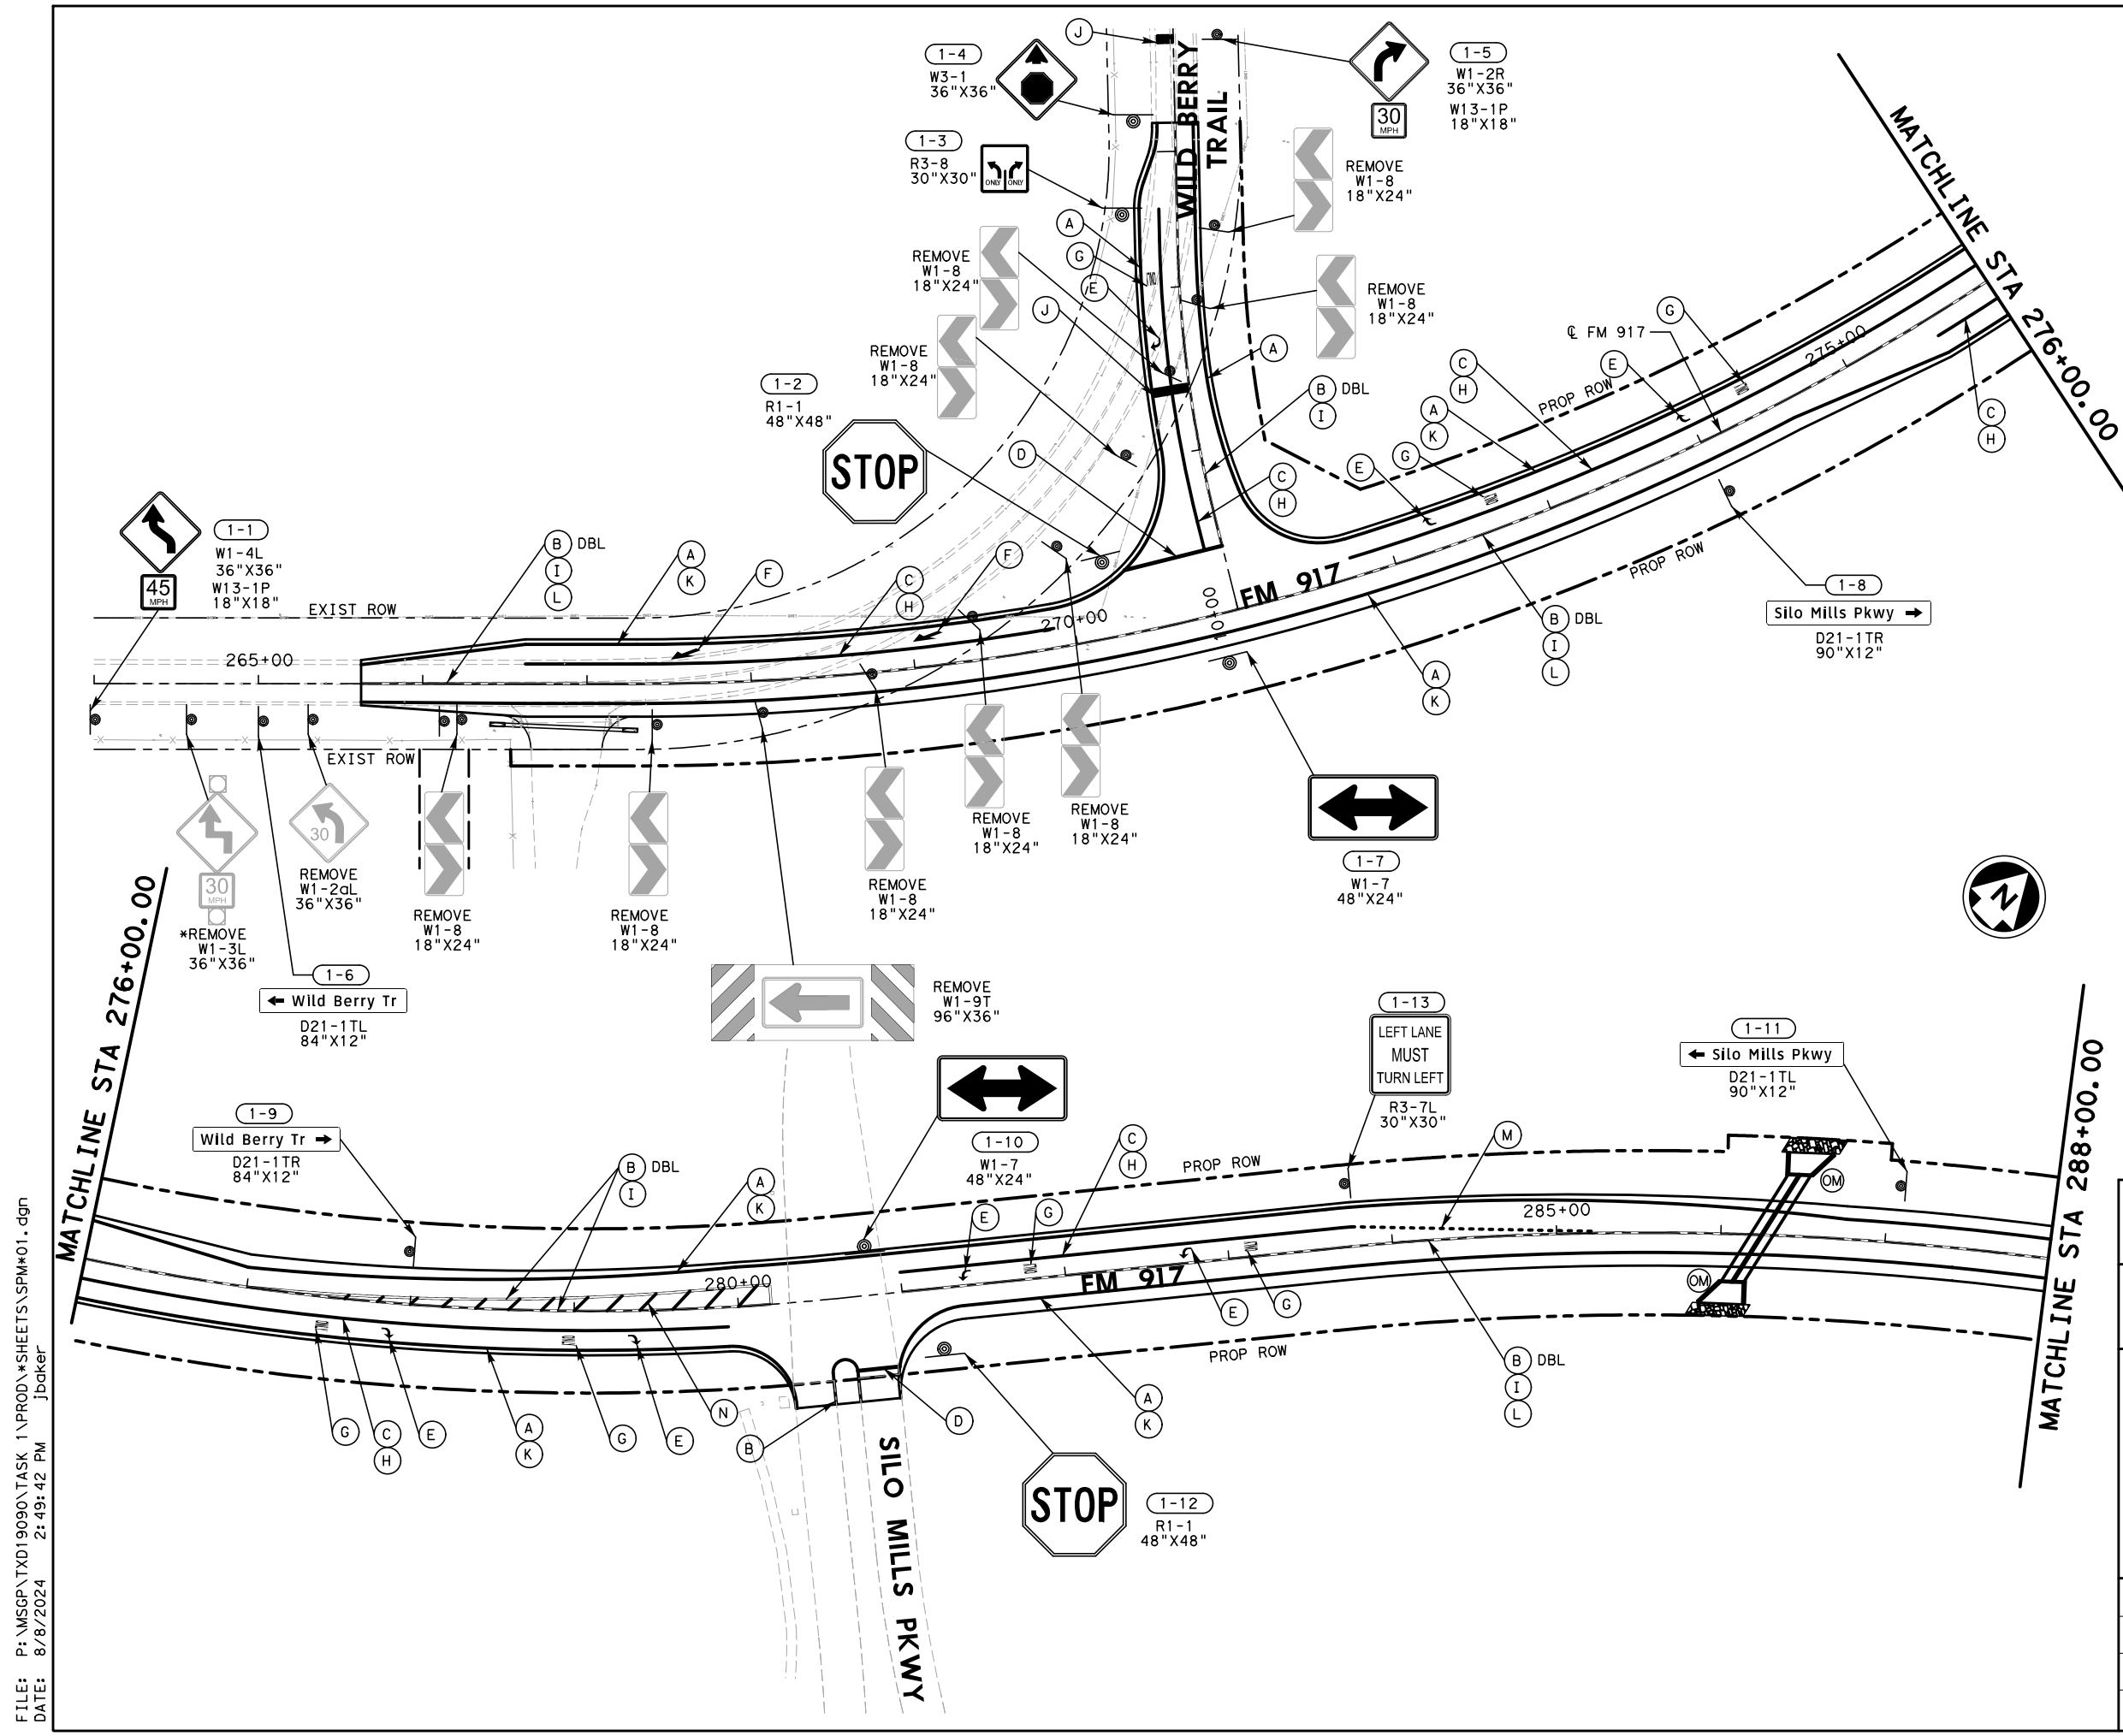 J
1-4
W3-1
36"X36"
WILD BERRY
TRAIL
1-5
W1-2R
36"X36"
30
MPH
W13-1P
18"X18"
1-3
R3-8
30"X30"
ONLY
ONLY
REMOVE
W1-8
18"X24"
A
G
E
J
REMOVE
W1-8
18"X24"
REMOVE
W1-8
18"X24"
REMOVE
W1-8
18"X24"
A
MATCHLINE STA 276+00.00
1-2
R1-1
48"X48"
STOP
D
B DBL
I
C
H
C
H
A
K
G
E
PROP ROW
℄ FM 917
E
G
275+00
C
H
1-1
W1-4L
36"X36"
W13-1P
18"X18"
45
MPH
B DBL
I
L
A
K
F
C
H
F
EXIST ROW
265+00
270+00
10+00
FM 917
PROP ROW
1-8
Silo Mills Pkwy
D21-1TR
90"X12"
B DBL
I
L
A
K
EXIST ROW
30
MPH
*REMOVE
W1-3L
36"X36"
30
REMOVE
W1-2aL
36"X36"
REMOVE
W1-8
18"X24"
REMOVE
W1-8
18"X24"
REMOVE
W1-8
18"X24"
REMOVE
W1-8
18"X24"
REMOVE
W1-8
18"X24"
1-7
W1-7
48"X24"
N
1-6
Wild Berry Tr
D21-1TL
84"X12"
REMOVE
W1-9T
96"X36"
MATCHLINE STA 276+00.00
1-9
Wild Berry Tr
D21-1TR
84"X12"
B DBL
I
A
K
1-10
W1-7
48"X24"
C
H
E
G
PROP ROW
1-13
LEFT LANE
MUST
TURN LEFT
R3-7L
30"X30"
M
1-11
Silo Mills Pkwy
D21-1TL
90"X12"
OM
OM
MATCHLINE STA 288+00.00
280+00
FM 917
285+00
E
G
PROP ROW
G
C
H
E
A
K
G
E
N
B
D
A
K
B DBL
I
L
SILO MILLS PKWY
STOP
1-12
R1-1
48"X48"
FILE: P:\MSGP\TXD19090\TASK 1\PROD\*SHEETS\SPM*01.dgn
DATE: 8/8/2024 2:49:42 PM jbaker